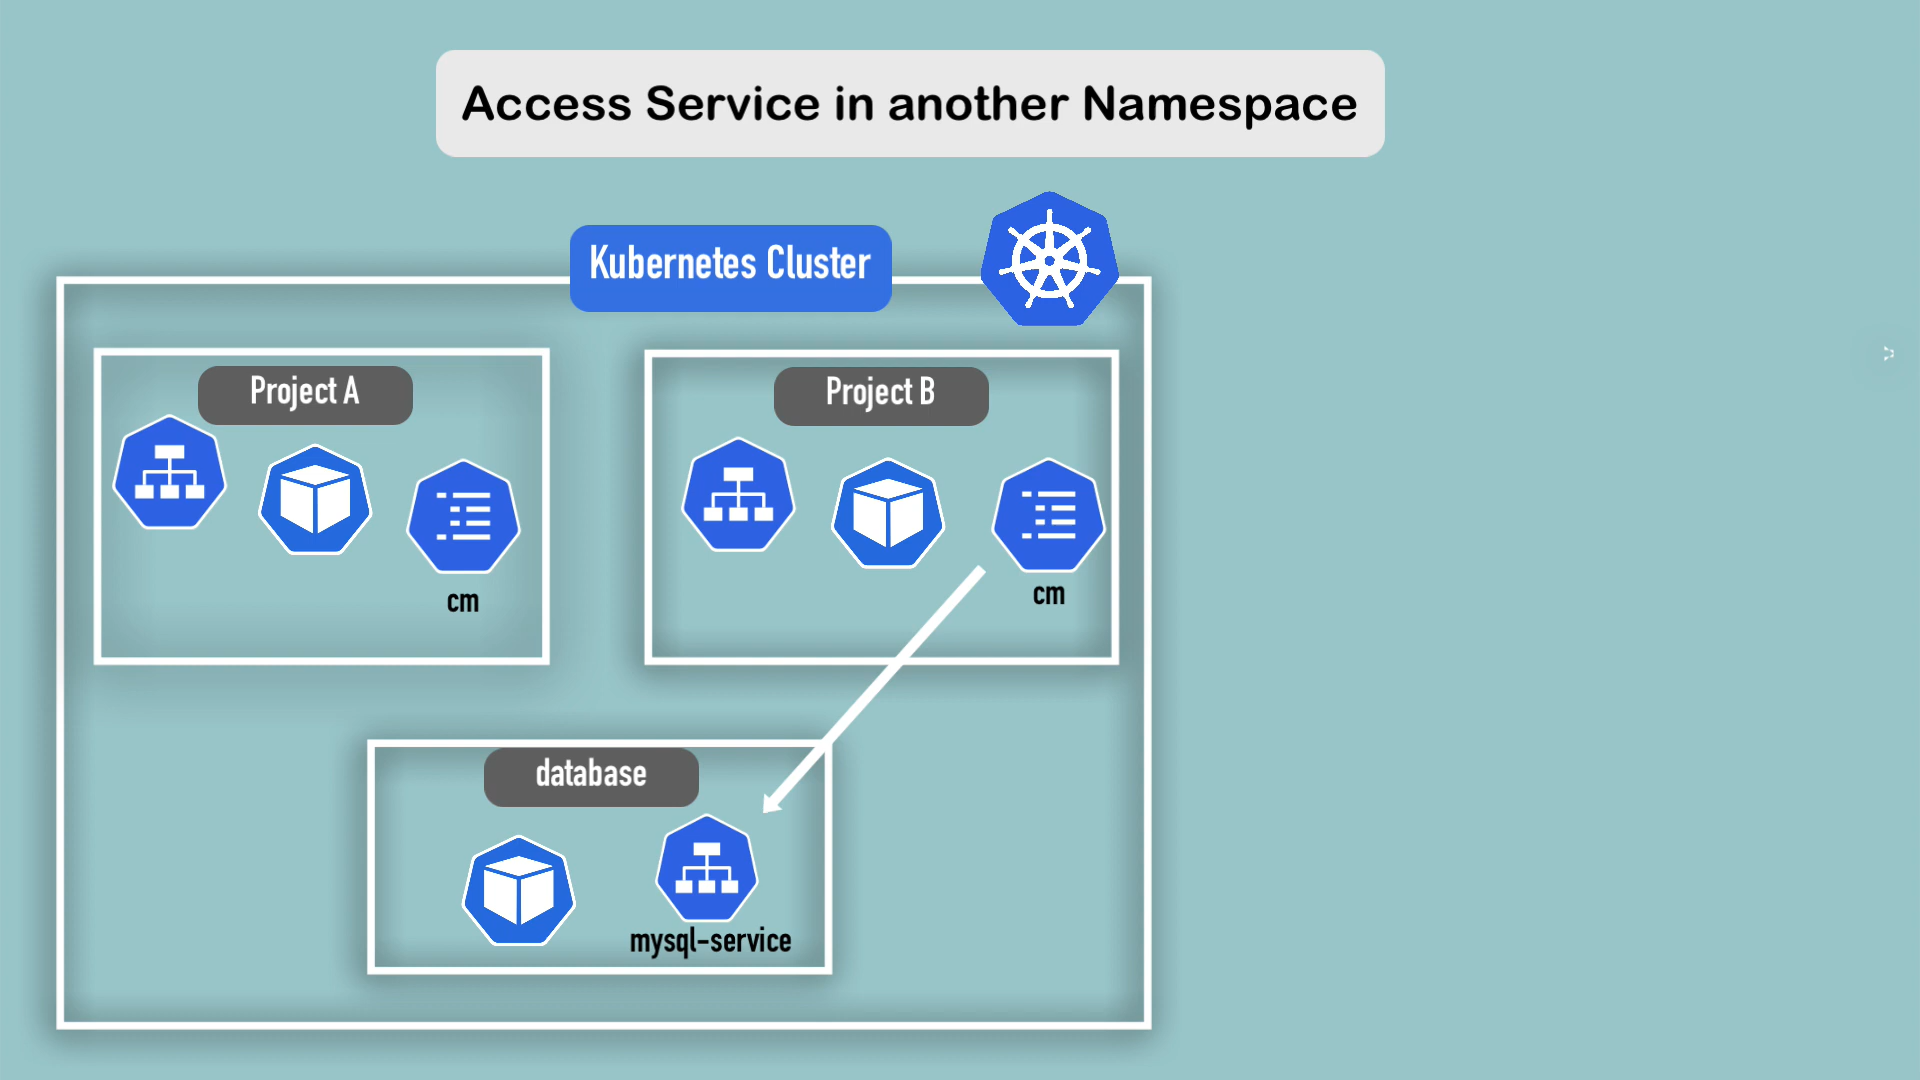 Access Service in another Namespace
Kubernetes Cluster
Project A
Project B
cm
cm
database
mysql-service